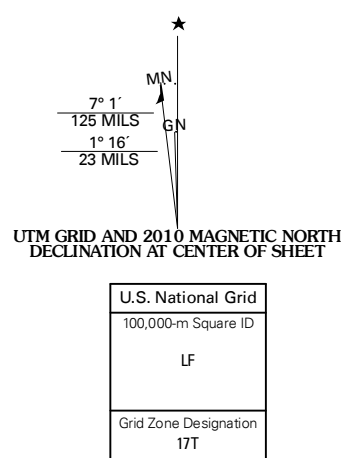 ★
M.N.
7° 1´
125 MILS
GN
1° 16´
23 MILS
UTM GRID AND 2010 MAGNETIC NORTH
DECLINATION AT CENTER OF SHEET
U.S. National Grid
100,000-m Square ID
LF
Grid Zone Designation
17T